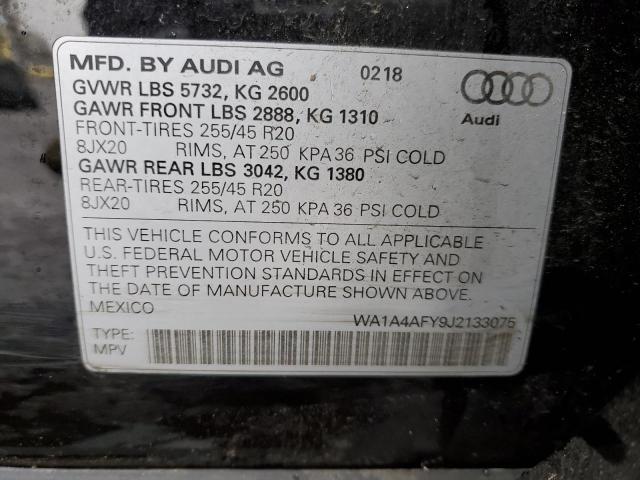 MFD. BY AUDI AG 0218
GVWR LBS 5732, KG 2600
GAWR FRONT LBS 2888, KG 1310
FRONT-TIRES 255/45 R20
8JX20 RIMS, AT 250 KPA 36 PSI COLD
GAWR REAR LBS 3042, KG 1380
REAR-TIRES 255/45 R20
8JX20 RIMS, AT 250 KPA 36 PSI COLD
Audi
THIS VEHICLE CONFORMS TO ALL APPLICABLE
U.S. FEDERAL MOTOR VEHICLE SAFETY AND
THEFT PREVENTION STANDARDS IN EFFECT ON
THE DATE OF MANUFACTURE SHOWN ABOVE.
MEXICO WA1A4AFY9J2133075
TYPE:
MPV